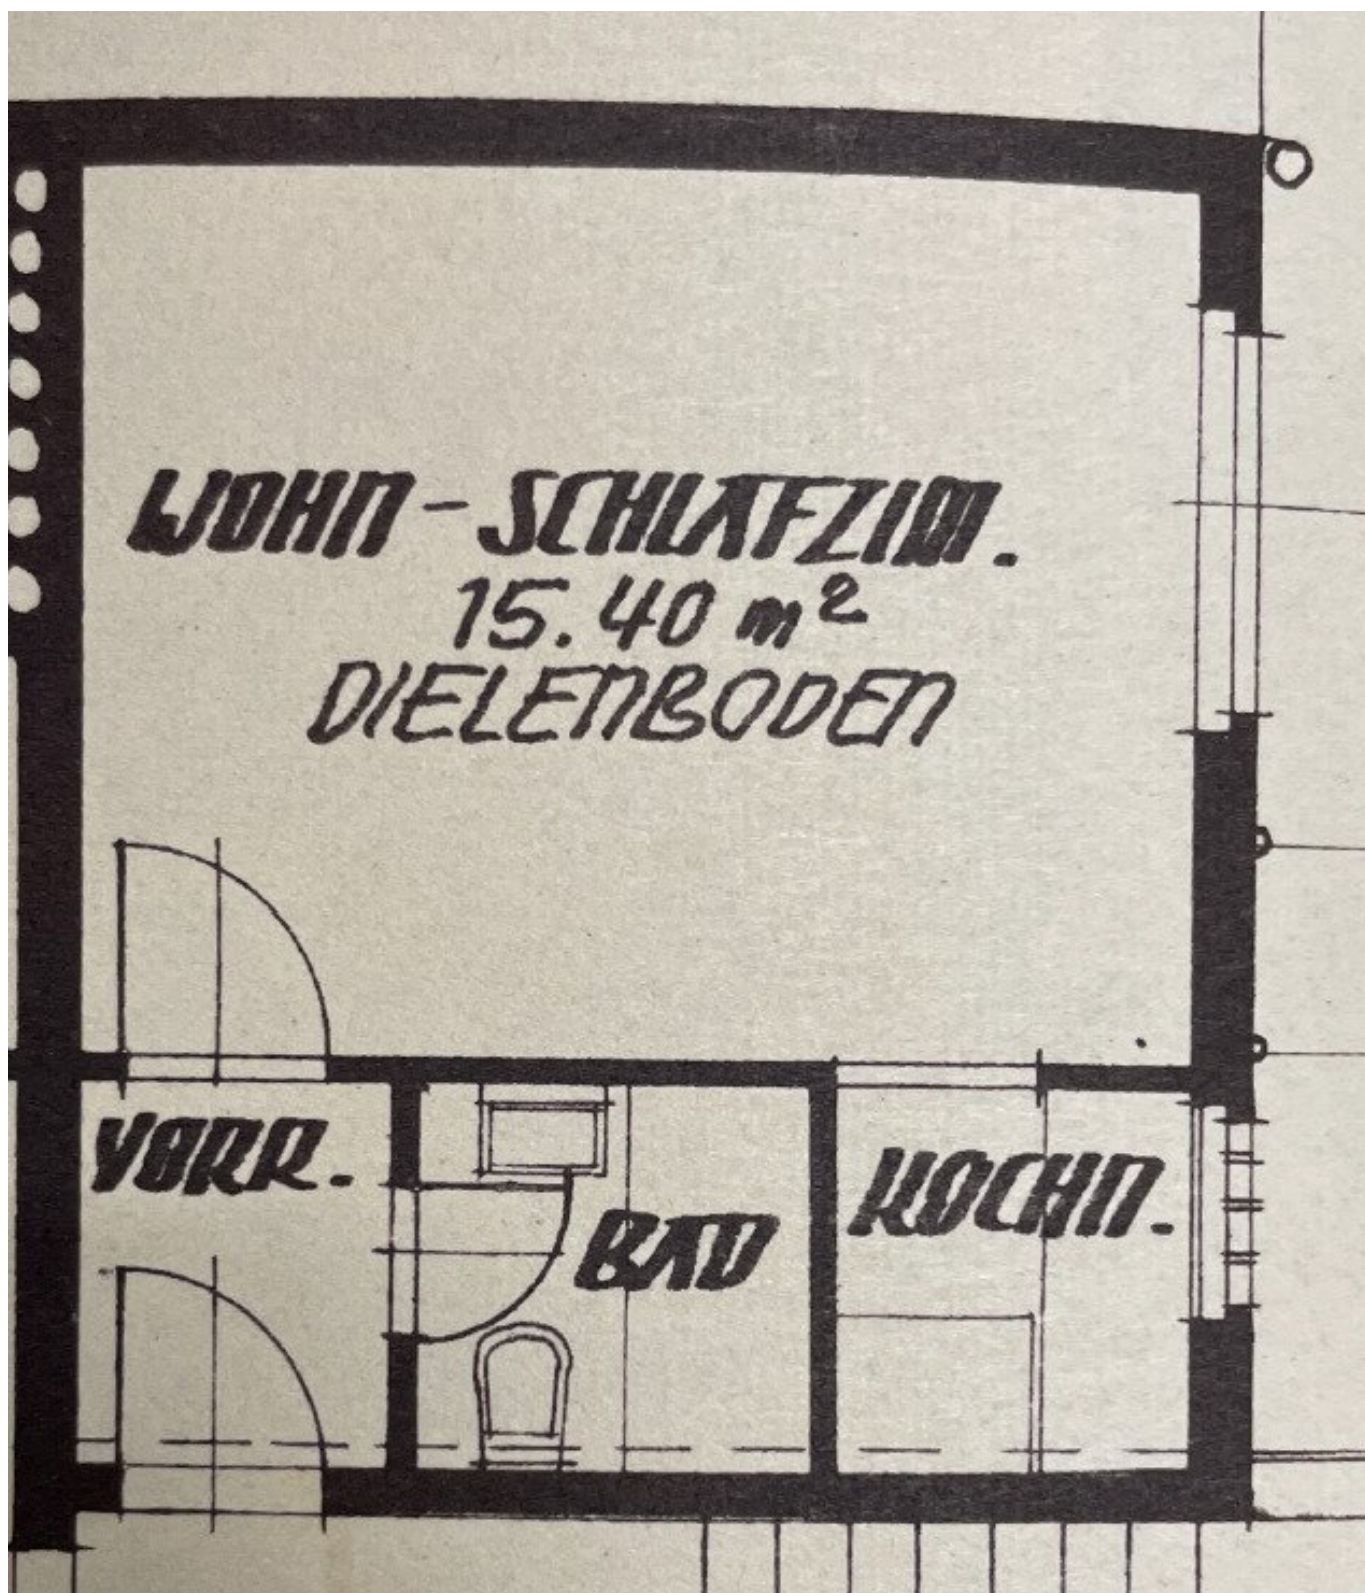 WOHN-SCHLAFZIM.
15.40 m²
DIELENBODEN
VORR.
BAD
KOCHN.